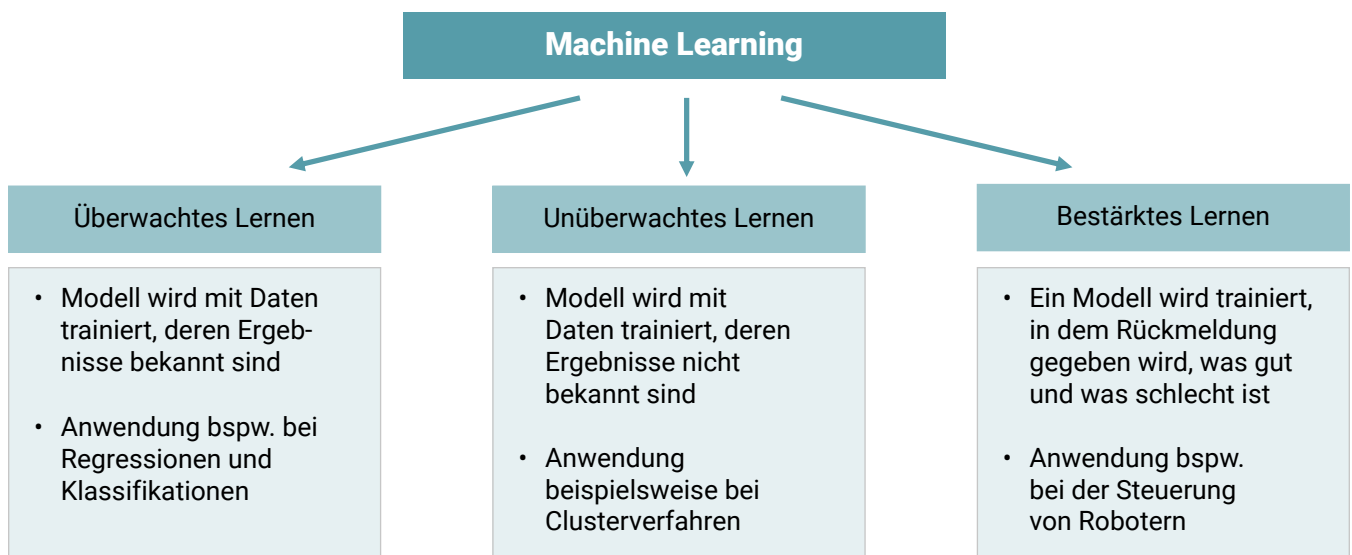 Machine Learning
Überwachtes Lernen
• Modell wird mit Daten
trainiert, deren Ergeb-
nisse bekannt sind
• Anwendung bspw. bei
Regressionen und
Klassifikationen
Unüberwachtes Lernen
• Modell wird mit
Daten trainiert, deren
Ergebnisse nicht
bekannt sind
• Anwendung
beispielsweise bei
Clusterverfahren
Bestärktes Lernen
• Ein Modell wird trainiert,
in dem Rückmeldung
gegeben wird, was gut
und was schlecht ist
• Anwendung bspw.
bei der Steuerung
von Robotern